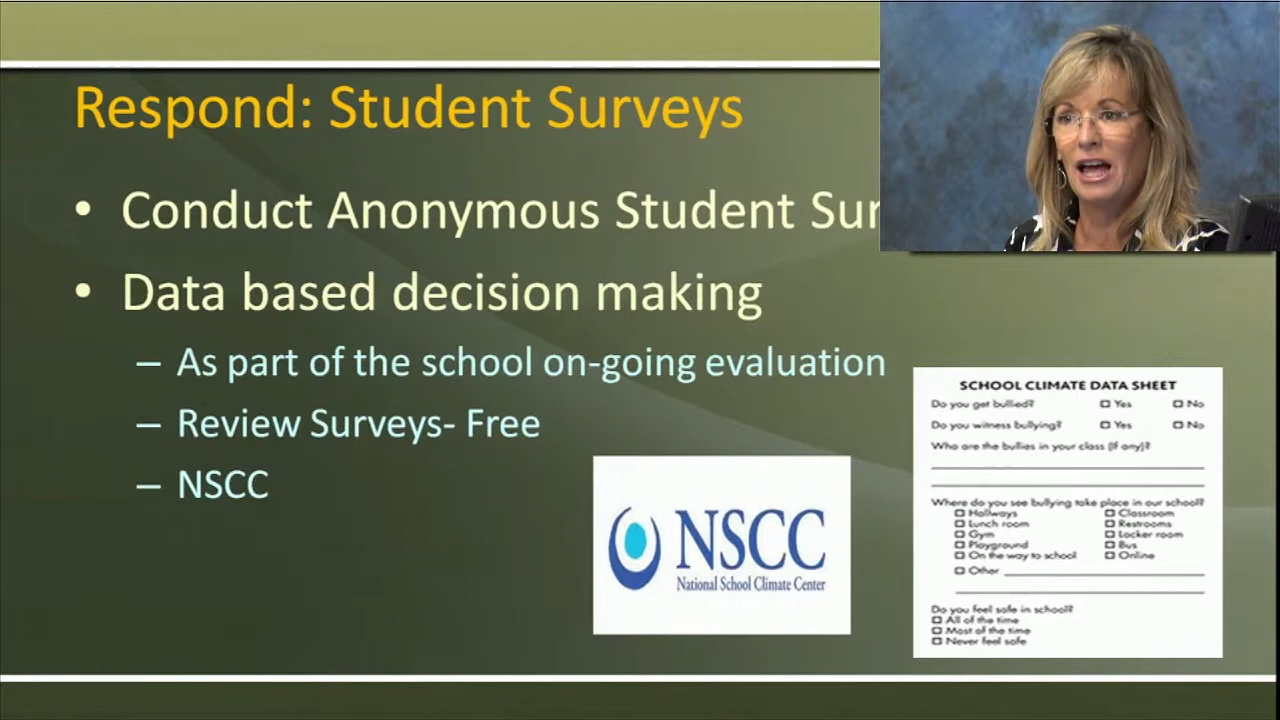 Respond: Student Surveys
• Conduct Anonymous Student Sur
• Data based decision making
– As part of the school on-going evaluation
– Review Surveys- Free
– NSCC
NSCC
National School Climate Center
SCHOOL CLIMATE DATA SHEET
Do you get bullied? Yes No
Do you witness bullying? Yes No
Who are the bullies in your class (if any)?
Where do you see bullying take place in our school?
Hallways Classroom
Lunch room Restrooms
Gym Locker room
Playground Bus
On the way to school Online
Other
Do you feel safe in school?
All of the time
Most of the time
Never feel safe